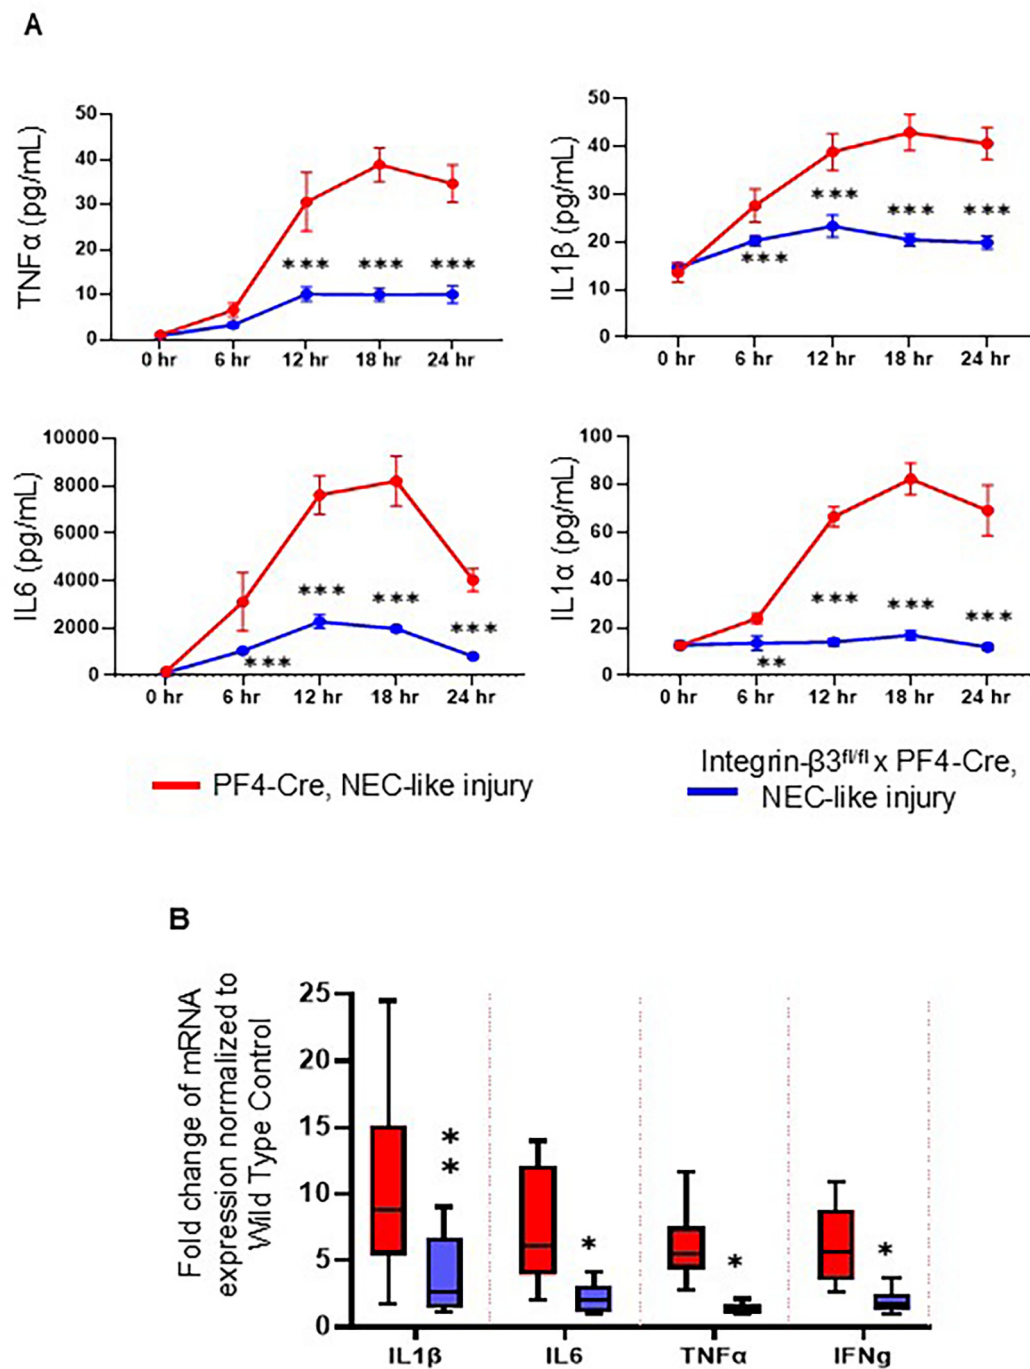 A
TNFα (pg/mL)
50
40
30
20
10
0
*** *** ***
0 hr 6 hr 12 hr 18 hr 24 hr
IL1β (pg/mL)
50
40
30
20
10
0
*** *** *** ***
0 hr 6 hr 12 hr 18 hr 24 hr
IL6 (pg/mL)
10000
8000
6000
4000
2000
0
*** *** *** ***
0 hr 6 hr 12 hr 18 hr 24 hr
IL1α (pg/mL)
100
80
60
40
20
0
** *** *** ***
0 hr 6 hr 12 hr 18 hr 24 hr
PF4-Cre, NEC-like injury
Integrin-β3fl/fl x PF4-Cre,
NEC-like injury
B
Fold change of mRNA
expression normalized to
Wild Type Control
25
20
15
10
5
0
*
*
* * *
IL1β IL6 TNFα IFNg